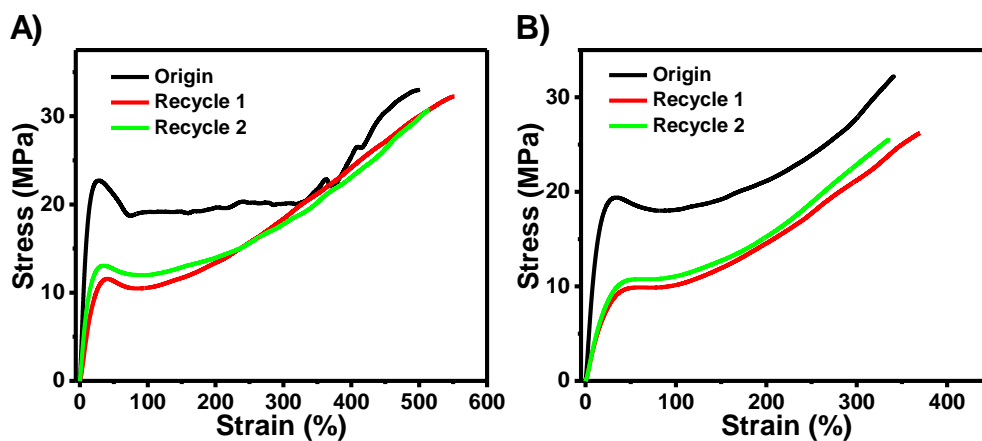 A)
Origin
Recycle 1
Recycle 2
Stress (MPa)
30
20
10
0
0 100 200 300 400 500 600
Strain (%)
B)
Origin
Recycle 1
Recycle 2
Stress (MPa)
30
20
10
0
0 100 200 300 400
Strain (%)